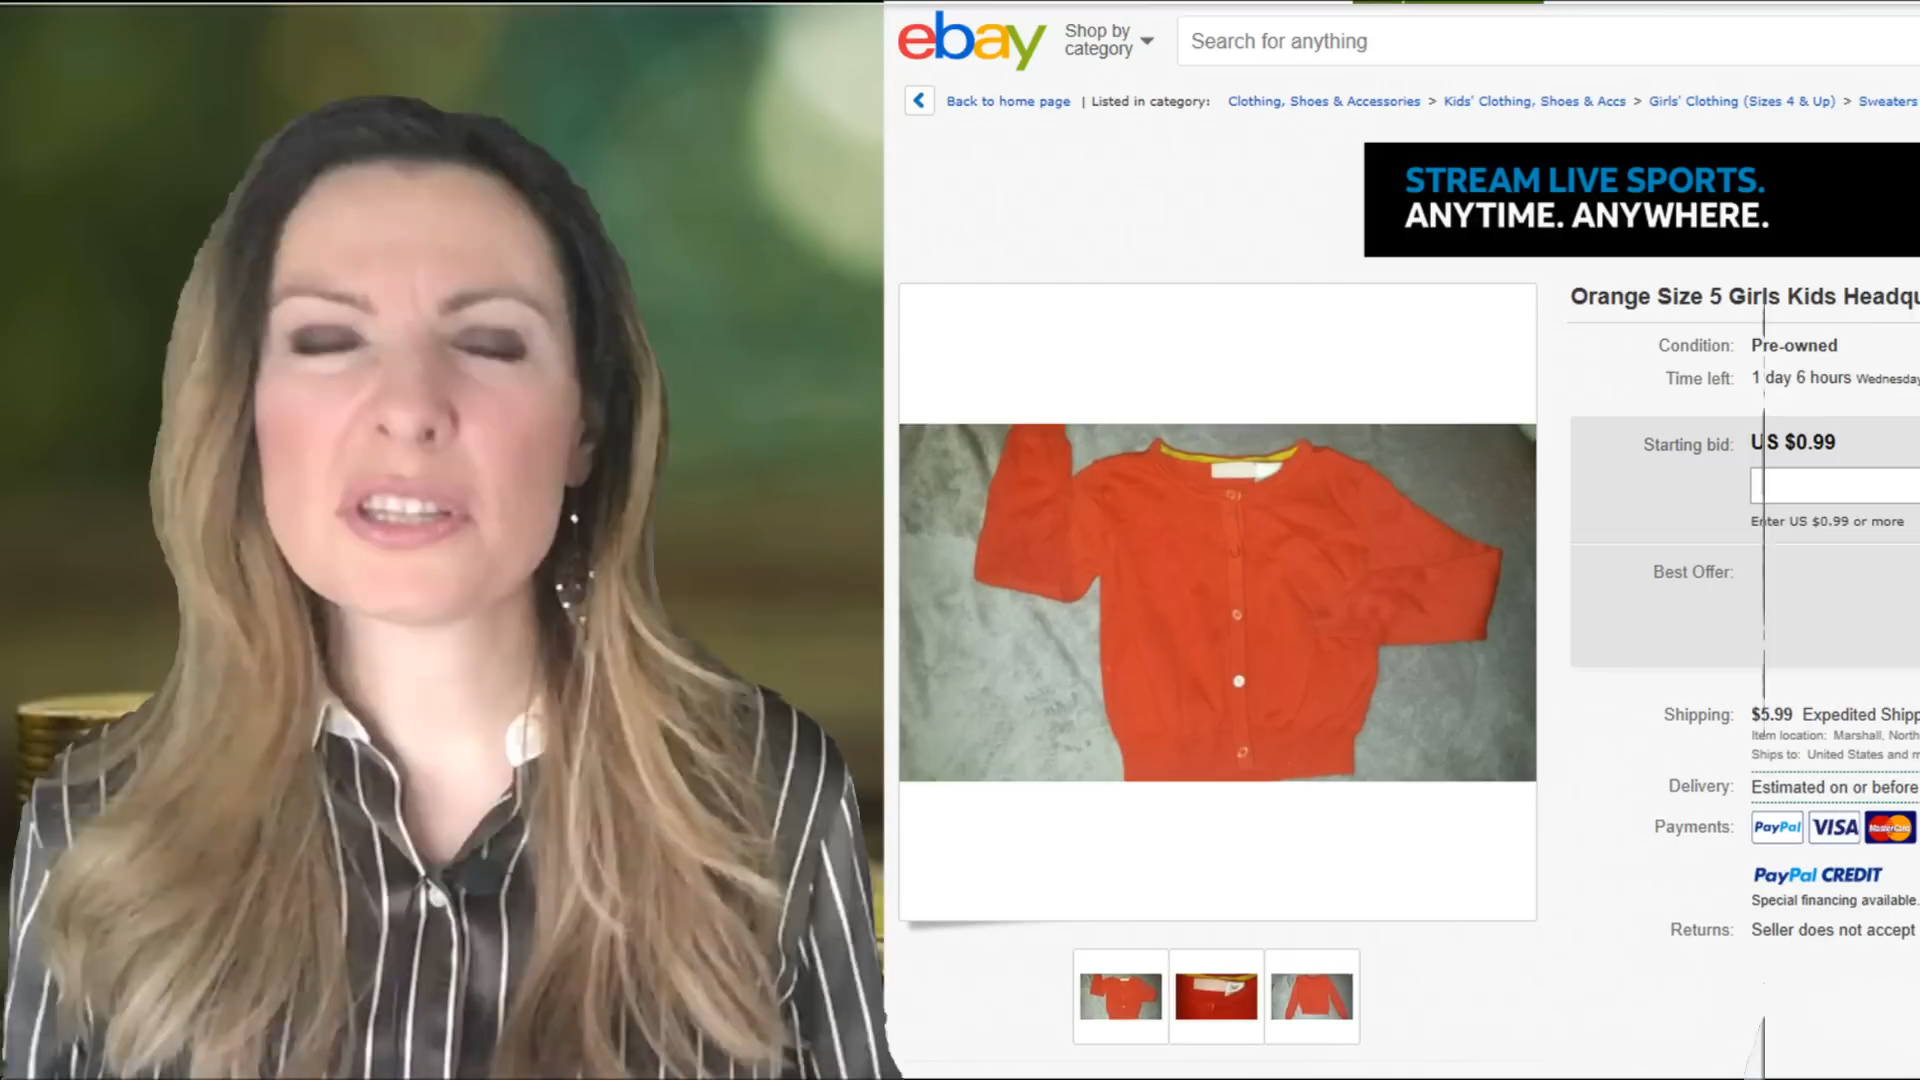 ebay
Shop by
category
Search for anything
Back to home page | Listed in category: Clothing, Shoes & Accessories > Kids' Clothing, Shoes & Accs > Girls' Clothing (Sizes 4 & Up) > Sweaters
STREAM LIVE SPORTS.
ANYTIME. ANYWHERE.
Orange Size 5 Girls Kids Headqu
Condition: Pre-owned
Time left: 1 day 6 hours Wednesday
Starting bid: US $0.99
Enter US $0.99 or more
Best Offer:
Shipping: $5.99 Expedited Shipp
Item location: Marshall, North
Ships to: United States and m
Delivery: Estimated on or before
Payments: PayPal VISA MasterCard
PayPal CREDIT
Special financing available.
Returns: Seller does not accept